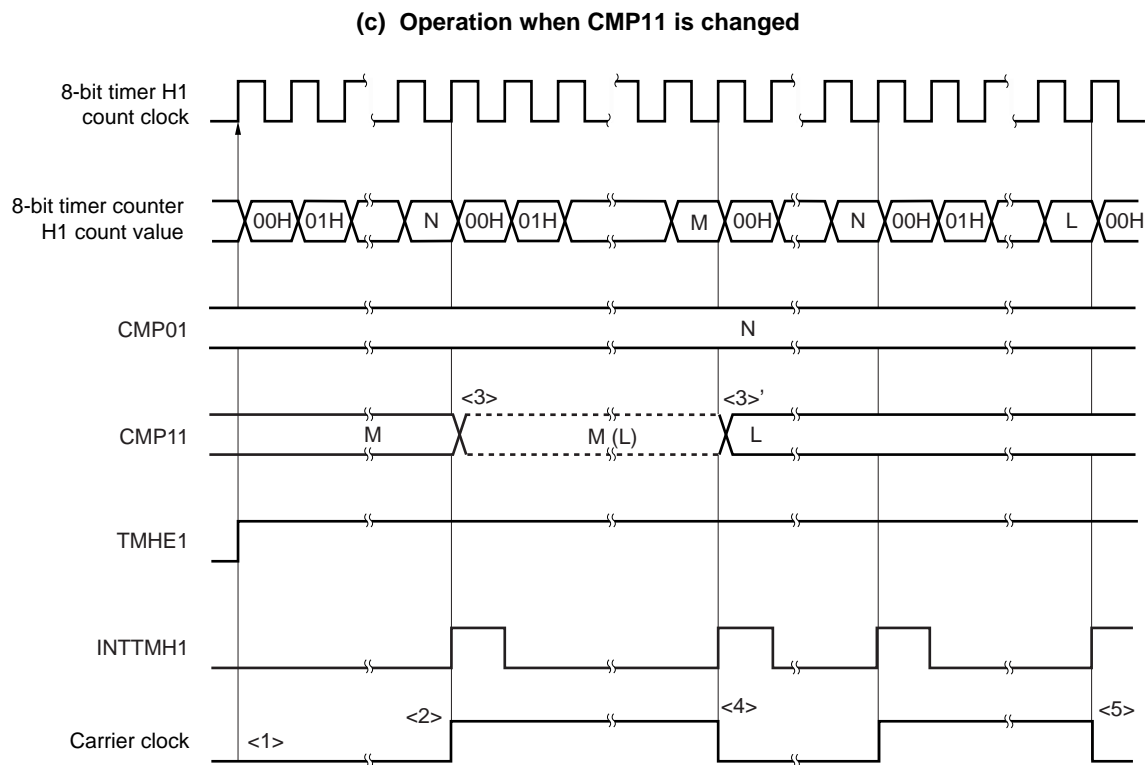 (c) Operation when CMP11 is changed
8-bit timer H1
count clock
8-bit timer counter
H1 count value
00H 01H N 00H 01H M 00H N 00H 01H L 00H
CMP01
N
<3> <3>’
CMP11
M M (L) L
TMHE1
INTTMH1
<2> <4> <5>
Carrier clock
<1>